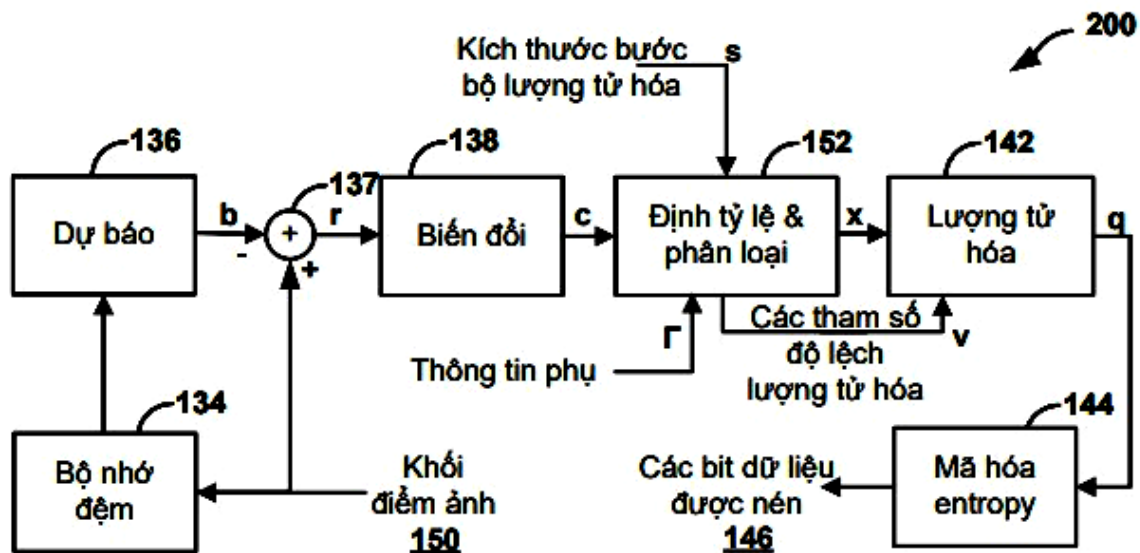 200
Kích thước bước
bộ lượng tử hóa
s
136
138
152
142
137
Dự báo
b
-
+
+
r
Biến đổi
c
Định tỷ lệ &
phân loại
x
Lượng tử
hóa
q
Γ
Các tham số
độ lệch
lượng tử hóa
v
Thông tin phụ
134
144
Bộ nhớ
đệm
Khối
điểm ảnh
150
Các bit dữ liệu
được nén
146
Mã hóa
entropy